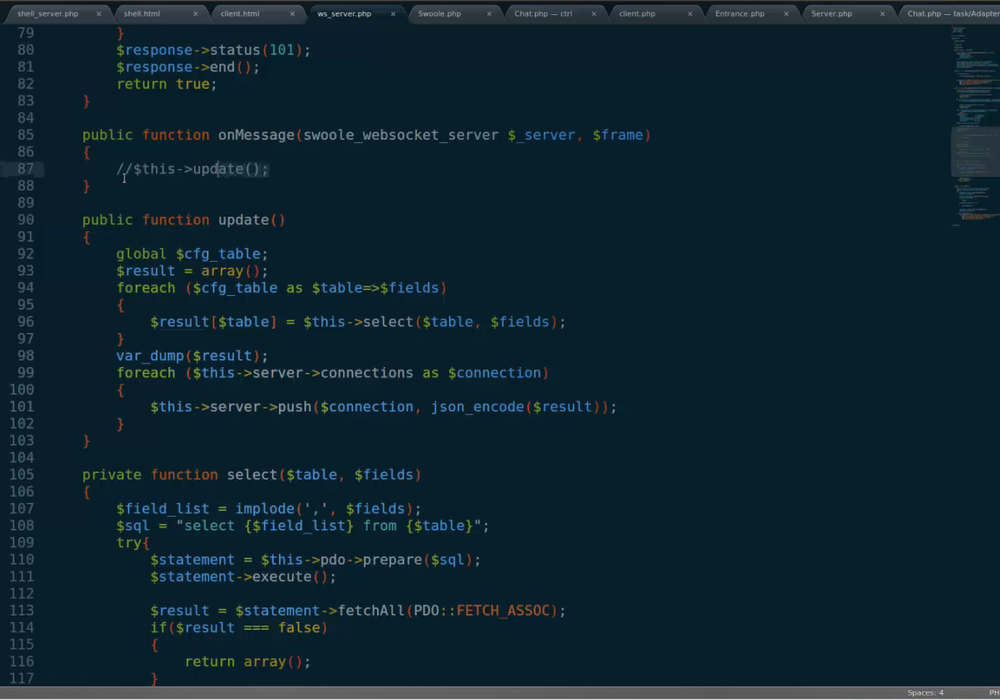 shell_server.php × shell.html × client.html × ws_server.php × Swoole.php × Chat.php — ctrl × client.php × Entrance.php × Server.php × Chat.php — task/Adapter
79 }
80 $response->status(101);
81 $response->end();
82 return true;
83 }
84
85 public function onMessage(swoole_websocket_server $_server, $frame)
86 {
87 //$this->update();
88 }
89
90 public function update()
91 {
92 global $cfg_table;
93 $result = array();
94 foreach ($cfg_table as $table=>$fields)
95 {
96 $result[$table] = $this->select($table, $fields);
97 }
98 var_dump($result);
99 foreach ($this->server->connections as $connection)
100 {
101 $this->server->push($connection, json_encode($result));
102 }
103 }
104
105 private function select($table, $fields)
106 {
107 $field_list = implode(',', $fields);
108 $sql = "select {$field_list} from {$table}";
109 try{
110 $statement = $this->pdo->prepare($sql);
111 $statement->execute();
112
113 $result = $statement->fetchAll(PDO::FETCH_ASSOC);
114 if($result === false)
115 {
116 return array();
117 }
Spaces: 4 PH